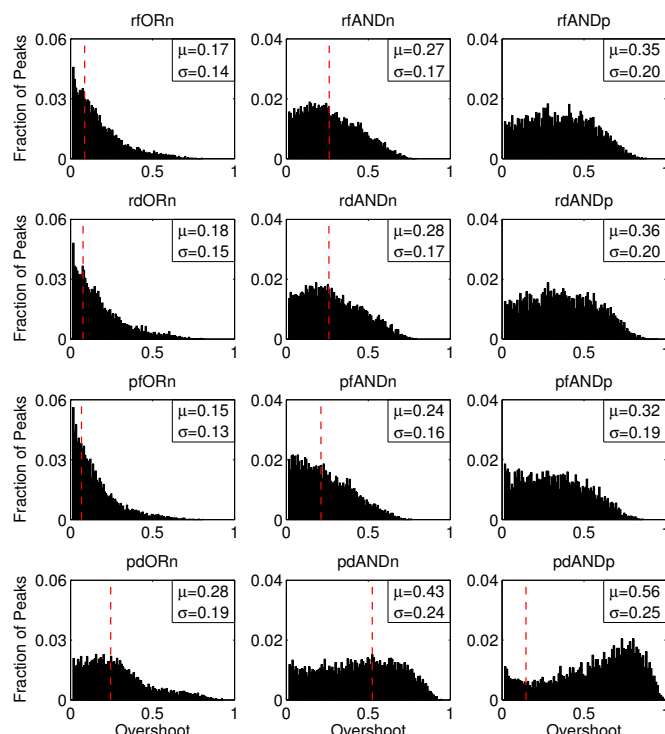 rfORn
rfANDn
rfANDp
Fraction of Peaks
0.06
0.03
0
0 0.5 1
μ=0.17
σ=0.14
0.04
0.02
0
0 0.5 1
μ=0.27
σ=0.17
0.04
0.02
0
0 0.5 1
μ=0.35
σ=0.20
rdORn
rdANDn
rdANDp
Fraction of Peaks
0.06
0.03
0
0 0.5 1
μ=0.18
σ=0.15
0.04
0.02
0
0 0.5 1
μ=0.28
σ=0.17
0.04
0.02
0
0 0.5 1
μ=0.36
σ=0.20
pfORn
pfANDn
pfANDp
Fraction of Peaks
0.06
0.03
0
0 0.5 1
μ=0.15
σ=0.13
0.04
0.02
0
0 0.5 1
μ=0.24
σ=0.16
0.04
0.02
0
0 0.5 1
μ=0.32
σ=0.19
pdORn
pdANDn
pdANDp
Fraction of Peaks
0.06
0.03
0
0 0.5 1
μ=0.28
σ=0.19
0.04
0.02
0
0 0.5 1
μ=0.43
σ=0.24
0.04
0.02
0
0 0.5 1
μ=0.56
σ=0.25
Overshoot
Overshoot
Overshoot